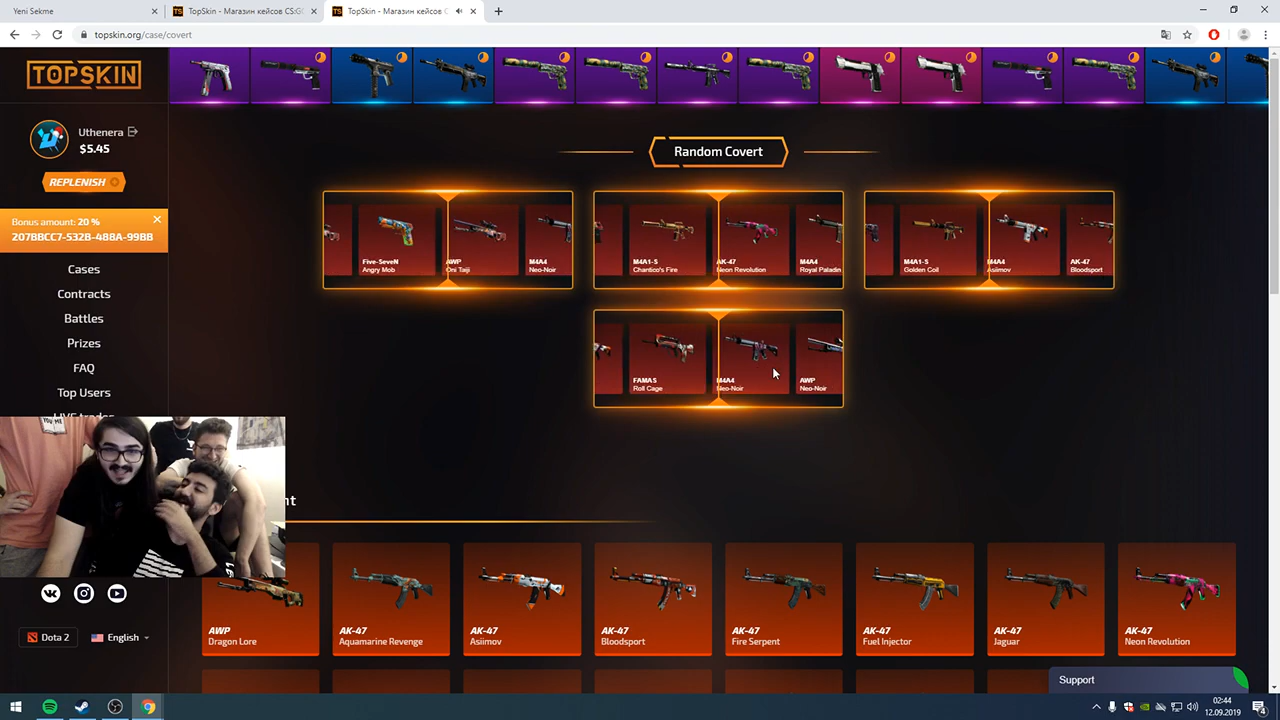 Yeni Sekme
TopSkin - Магазин кейсов CS:GO
TopSkin - Магазин кейсов C
topskin.org/case/covert
TOPSKIN
Uthenera
$5.45
REPLENISH
Bonus amount: 20 %
207BBCC7-532B-488A-99BB
Cases
Contracts
Battles
Prizes
FAQ
Top Users
Random Covert
Five-SeveN
Angry Mob
AWP
Oni Taiji
M4A4
Neo-Noir
M4A1-S
Chantico's Fire
AK-47
Neon Revolution
M4A4
Royal Paladin
M4A1-S
Golden Coil
M4A4
Asiimov
AK-47
Bloodsport
FAMAS
Roll Cage
M4A4
Neo-Noir
AWP
Neo-Noir
nt
YOU
ME
AWP
Dragon Lore
AK-47
Aquamarine Revenge
AK-47
Asiimov
AK-47
Bloodsport
AK-47
Fire Serpent
AK-47
Fuel Injector
AK-47
Jaguar
AK-47
Neon Revolution
Dota 2
English
Support
02:44
12.09.2019
4